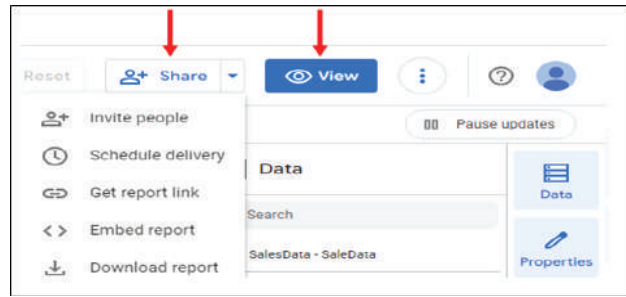 Reset Share View
Invite people
Pause updates
Schedule delivery
Data
Get report link
Data
Search
Embed report
SalesData - SaleData
Properties
Download report